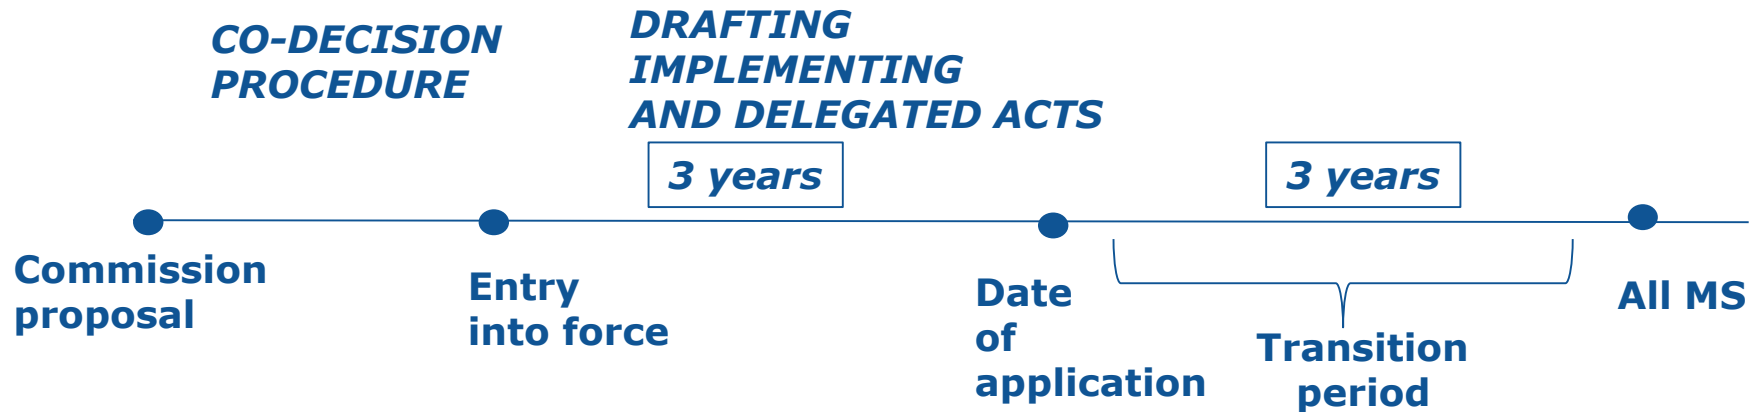 CO-DECISION
PROCEDURE
DRAFTING
IMPLEMENTING
AND DELEGATED ACTS
3 years
3 years
Commission
proposal
Entry
into force
Date
of
application
Transition
period
All MS